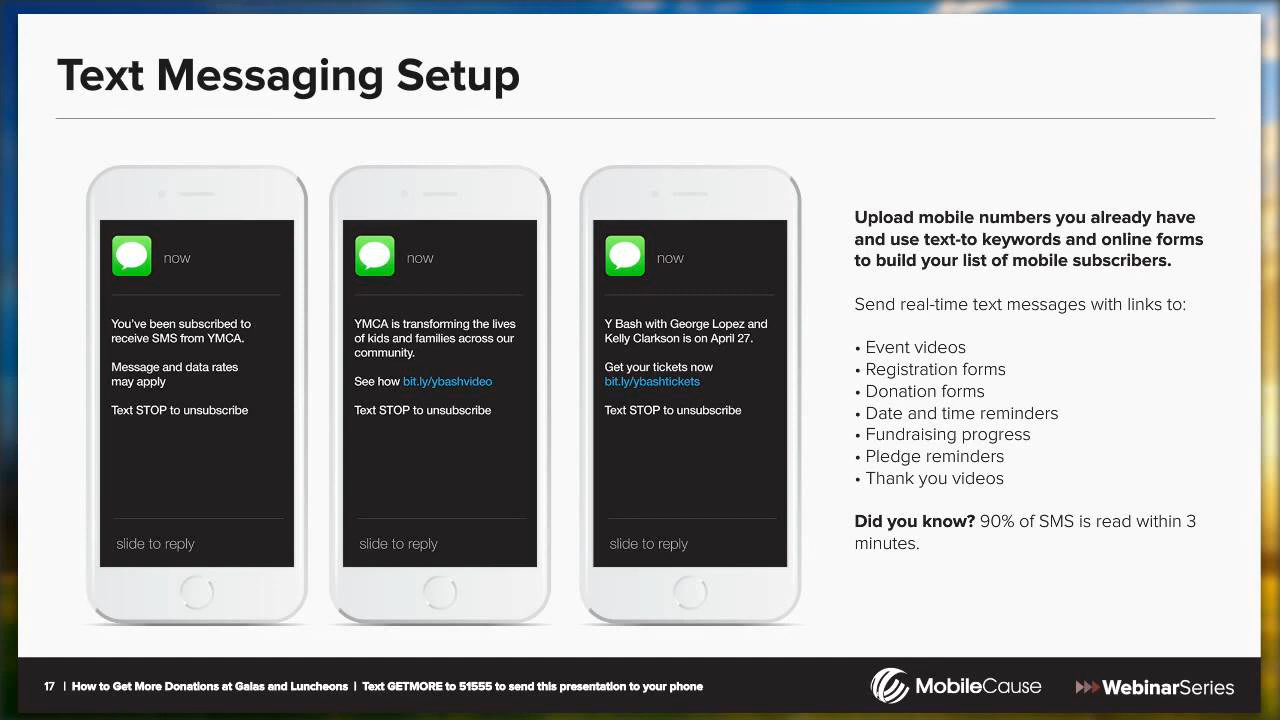 Text Messaging Setup
now
You've been subscribed to
receive SMS from YMCA.
Message and data rates
may apply
Text STOP to unsubscribe
slide to reply
now
YMCA is transforming the lives
of kids and families across our
community.
See how bit.ly/ybashvideo
Text STOP to unsubscribe
slide to reply
now
Y Bash with George Lopez and
Kelly Clarkson is on April 27.
Get your tickets now
bit.ly/ybashtickets
Text STOP to unsubscribe
slide to reply
Upload mobile numbers you already have
and use text-to keywords and online forms
to build your list of mobile subscribers.
Send real-time text messages with links to:
• Event videos
• Registration forms
• Donation forms
• Date and time reminders
• Fundraising progress
• Pledge reminders
• Thank you videos
Did you know? 90% of SMS is read within 3
minutes.
17 | How to Get More Donations at Galas and Luncheons | Text GETMORE to 51555 to send this presentation to your phone
MobileCause
WebinarSeries